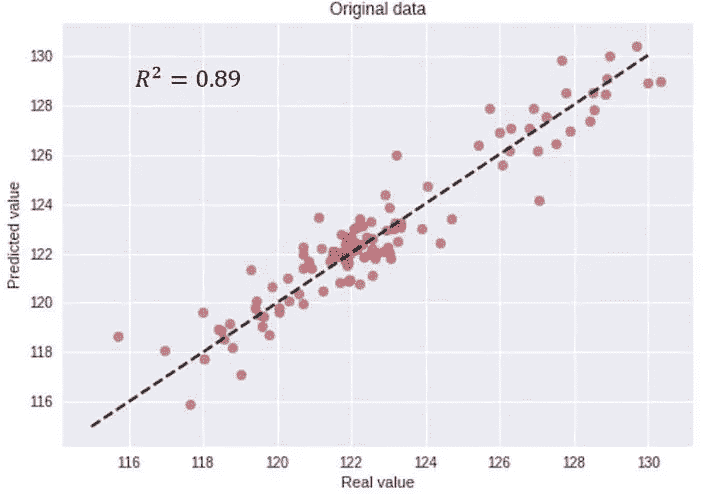 Original data
R² = 0.89
130
128
126
124
122
120
118
116
Predicted value
116 118 120 122 124 126 128 130
Real value